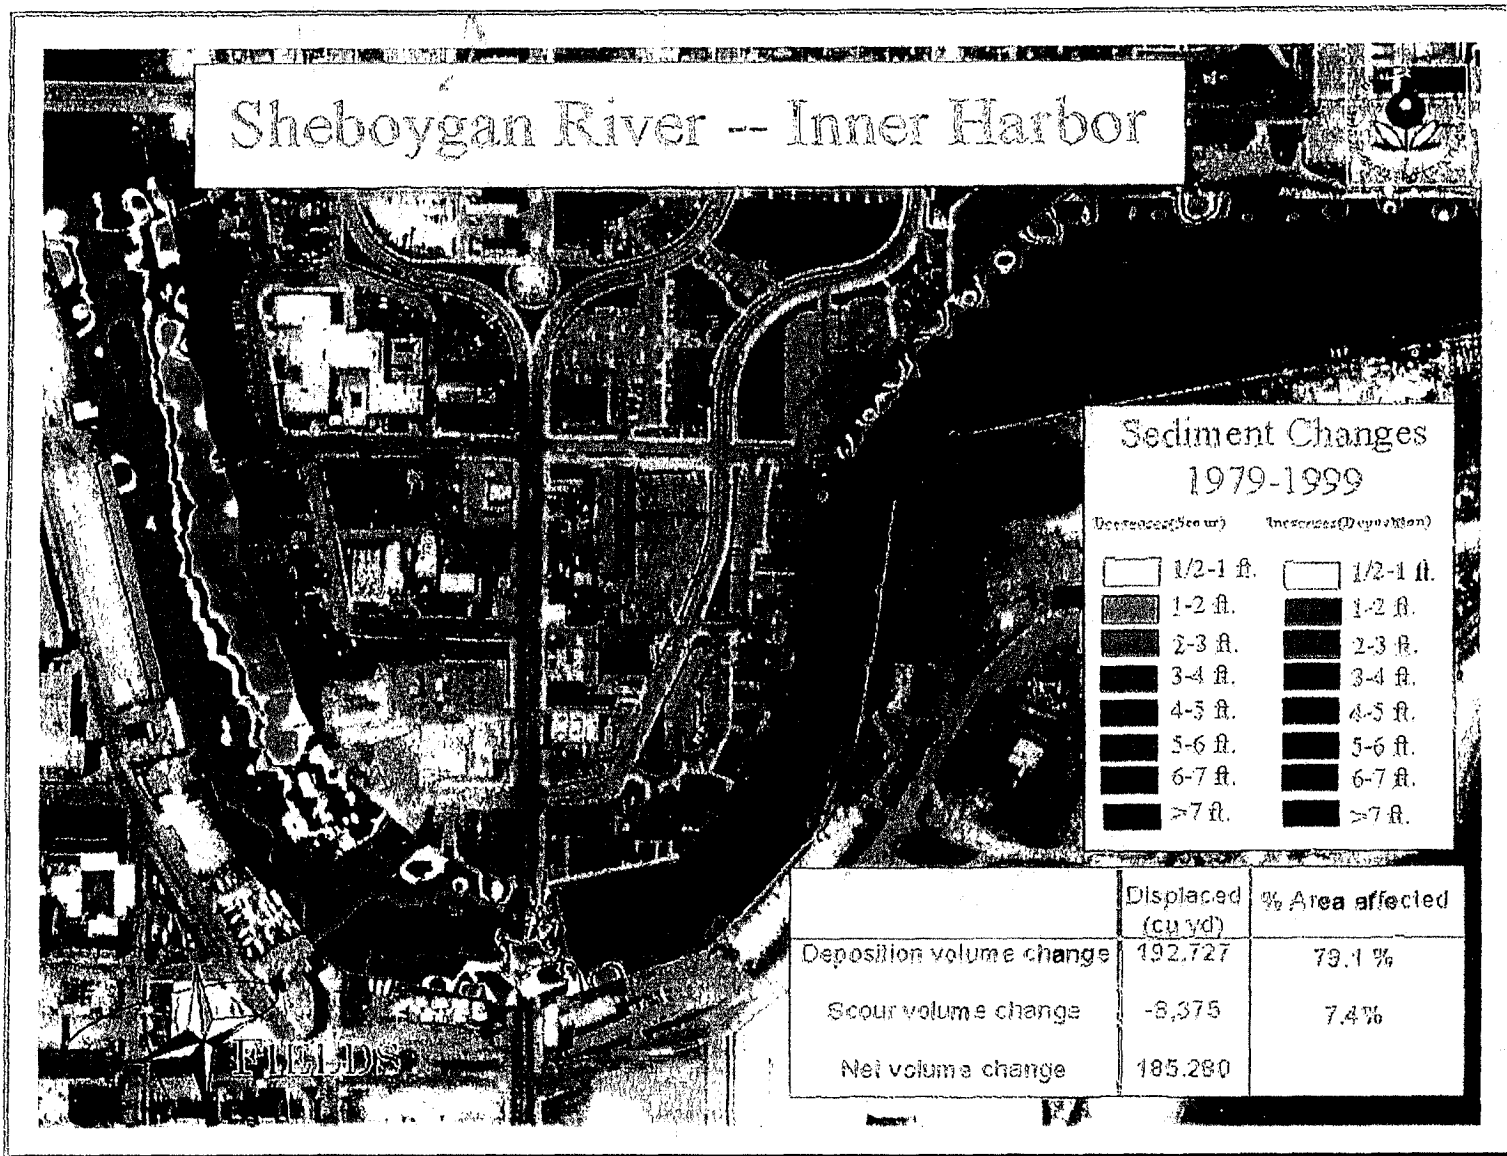 Sheboygan River -- Inner Harbor
Sediment Changes
1979-1999
Decreases(Scour) Increases(Deposition)
1/2-1 ft. 1/2-1 ft.
1-2 ft. 1-2 ft.
2-3 ft. 2-3 ft.
3-4 ft. 3-4 ft.
4-5 ft. 4-5 ft.
5-6 ft. 5-6 ft.
6-7 ft. 6-7 ft.
>7 ft. >7 ft.
Displaced (cu yd) % Area affected
Deposition volume change 192,727 79.1 %
Scour volume change 7.4%
Net volume change
FIELDS